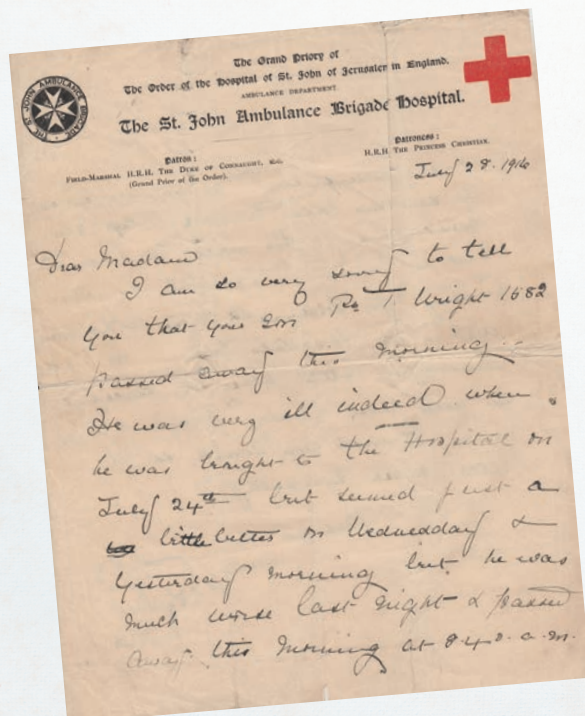 THE ST. JOHN AMBULANCE BRIGADE
The Grand Priory of
The Order of the Hospital of St. John of Jerusalem in England.
AMBULANCE DEPARTMENT
The St. John Ambulance Brigade Hospital.
Patron:
FIELD-MARSHAL H.R.H. THE DUKE OF CONNAUGHT, K.G.
(Grand Prior of the Order).
Patroness:
H.R.H. THE PRINCESS CHRISTIAN.
July 28. 1916
Dear Madam
I am so very sorry to tell
you that your son T. Wright 1682
passed away this morning.
He was very ill indeed when
he was brought to the Hospital on
July 24th but seemed just a
little better on Wednesday &
yesterday morning but he was
much worse last night & passed
away this morning at 8.40.a.m.